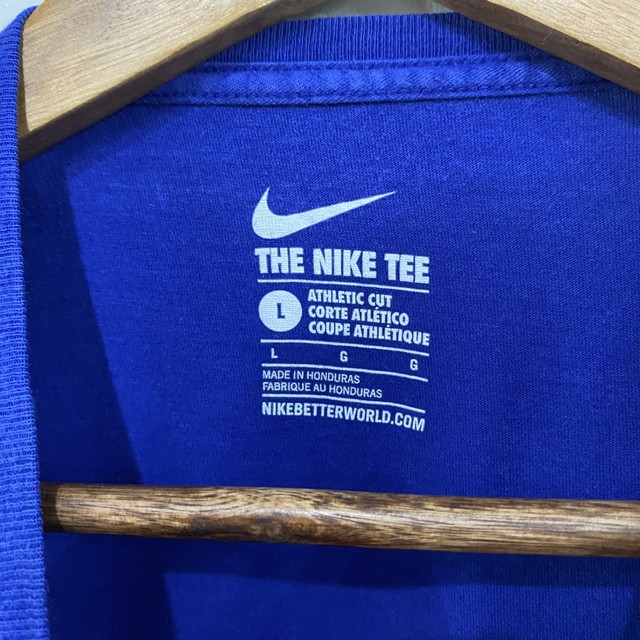 THE NIKE TEE
L
ATHLETIC CUT
CORTE ATLÉTICO
COUPE ATHLÉTIQUE
L G G
MADE IN HONDURAS
FABRIQUE AU HONDURAS
NIKEBETTERWORLD.COM